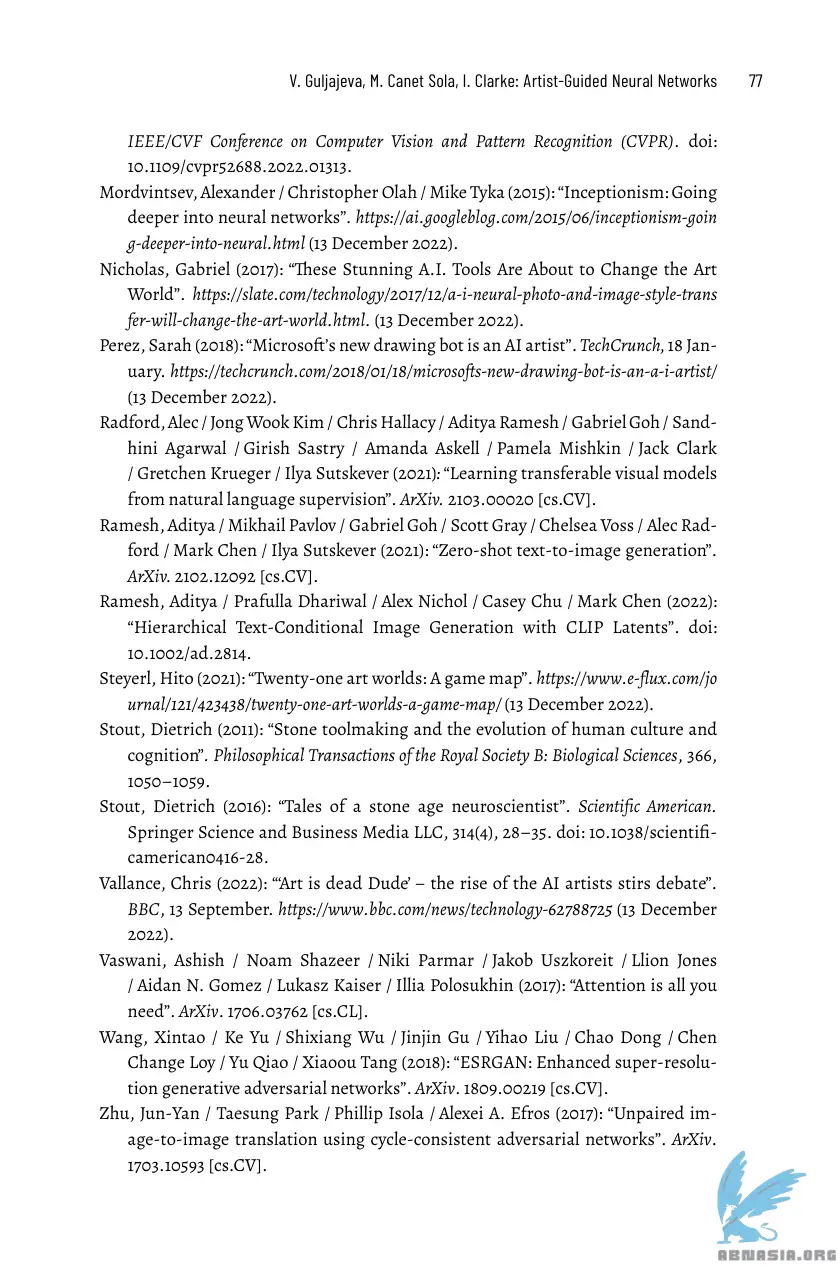 V. Guljajeva, M. Canet Sola, I. Clarke: Artist-Guided Neural Networks 77
IEEE/CVF Conference on Computer Vision and Pattern Recognition (CVPR). doi:
10.1109/cvpr52688.2022.01313.
Mordvintsev, Alexander / Christopher Olah / Mike Tyka (2015): “Inceptionism: Going
deeper into neural networks”. https://ai.googleblog.com/2015/06/inceptionism-goin
g-deeper-into-neural.html (13 December 2022).
Nicholas, Gabriel (2017): “These Stunning A.I. Tools Are About to Change the Art
World”. https://slate.com/technology/2017/12/a-i-neural-photo-and-image-style-trans
fer-will-change-the-art-world.html. (13 December 2022).
Perez, Sarah (2018): “Microsoft’s new drawing bot is an AI artist”. TechCrunch, 18 Jan-
uary. https://techcrunch.com/2018/01/18/microsofts-new-drawing-bot-is-an-a-i-artist/
(13 December 2022).
Radford, Alec / Jong Wook Kim / Chris Hallacy / Aditya Ramesh / Gabriel Goh / Sand-
hini Agarwal / Girish Sastry / Amanda Askell / Pamela Mishkin / Jack Clark
/ Gretchen Krueger / Ilya Sutskever (2021): “Learning transferable visual models
from natural language supervision”. ArXiv. 2103.00020 [cs.CV].
Ramesh, Aditya / Mikhail Pavlov / Gabriel Goh / Scott Gray / Chelsea Voss / Alec Rad-
ford / Mark Chen / Ilya Sutskever (2021): “Zero-shot text-to-image generation”.
ArXiv. 2102.12092 [cs.CV].
Ramesh, Aditya / Prafulla Dhariwal / Alex Nichol / Casey Chu / Mark Chen (2022):
“Hierarchical Text-Conditional Image Generation with CLIP Latents”. doi:
10.1002/ad.2814.
Steyerl, Hito (2021): “Twenty-one art worlds: A game map”. https://www.e-flux.com/jo
urnal/121/423438/twenty-one-art-worlds-a-game-map/ (13 December 2022).
Stout, Dietrich (2011): “Stone toolmaking and the evolution of human culture and
cognition”. Philosophical Transactions of the Royal Society B: Biological Sciences, 366,
1050–1059.
Stout, Dietrich (2016): “Tales of a stone age neuroscientist”. Scientific American.
Springer Science and Business Media LLC, 314(4), 28–35. doi: 10.1038/scientifi-
camerican0416-28.
Vallance, Chris (2022): “‘Art is dead Dude’ – the rise of the AI artists stirs debate”.
BBC, 13 September. https://www.bbc.com/news/technology-62788725 (13 December
2022).
Vaswani, Ashish / Noam Shazeer / Niki Parmar / Jakob Uszkoreit / Llion Jones
/ Aidan N. Gomez / Lukasz Kaiser / Illia Polosukhin (2017): “Attention is all you
need”. ArXiv. 1706.03762 [cs.CL].
Wang, Xintao / Ke Yu / Shixiang Wu / Jinjin Gu / Yihao Liu / Chao Dong / Chen
Change Loy / Yu Qiao / Xiaoou Tang (2018): “ESRGAN: Enhanced super-resolu-
tion generative adversarial networks”. ArXiv. 1809.00219 [cs.CV].
Zhu, Jun-Yan / Taesung Park / Phillip Isola / Alexei A. Efros (2017): “Unpaired im-
age-to-image translation using cycle-consistent adversarial networks”. ArXiv.
1703.10593 [cs.CV].
ABNASIA.ORG